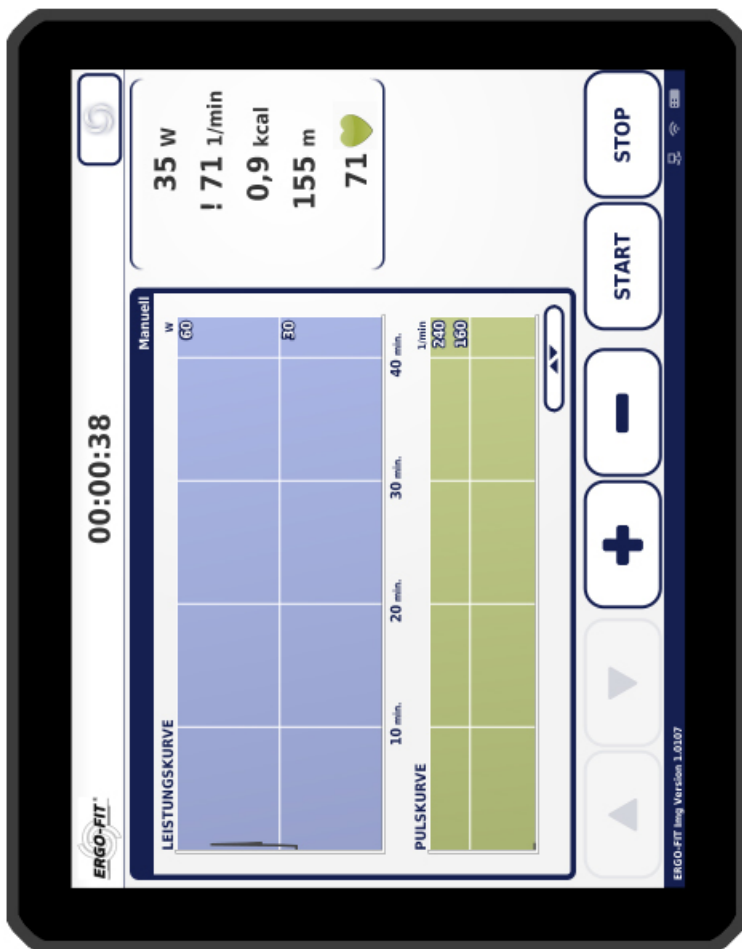 ERGO-FIT®
00:00:38
Manuell
LEISTUNGSKURVE
W
60
30
10 min.
20 min.
30 min.
40 min.
PULSKURVE
1/min
240
160
35 W
! 71 1/min
0,9 kcal
155 m
71
START
STOP
ERGO-FIT Img Version 1.0107